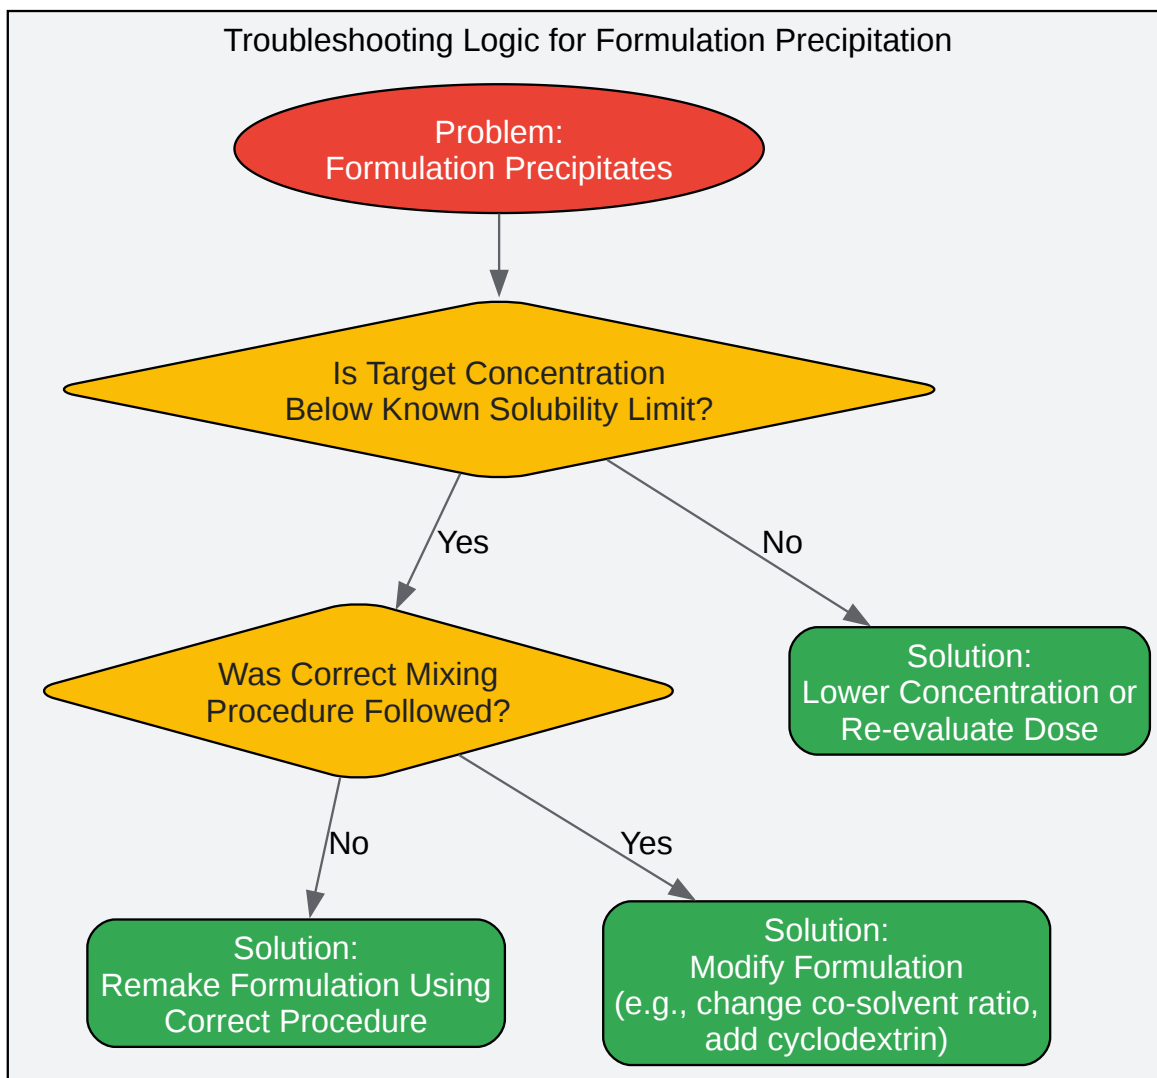 Troubleshooting Logic for Formulation Precipitation
Problem:
Formulation Precipitates
Is Target Concentration
Below Known Solubility Limit?
Yes
No
Was Correct Mixing
Procedure Followed?
Solution:
Lower Concentration or
Re-evaluate Dose
No
Yes
Solution:
Remake Formulation Using
Correct Procedure
Solution:
Modify Formulation
(e.g., change co-solvent ratio,
add cyclodextrin)